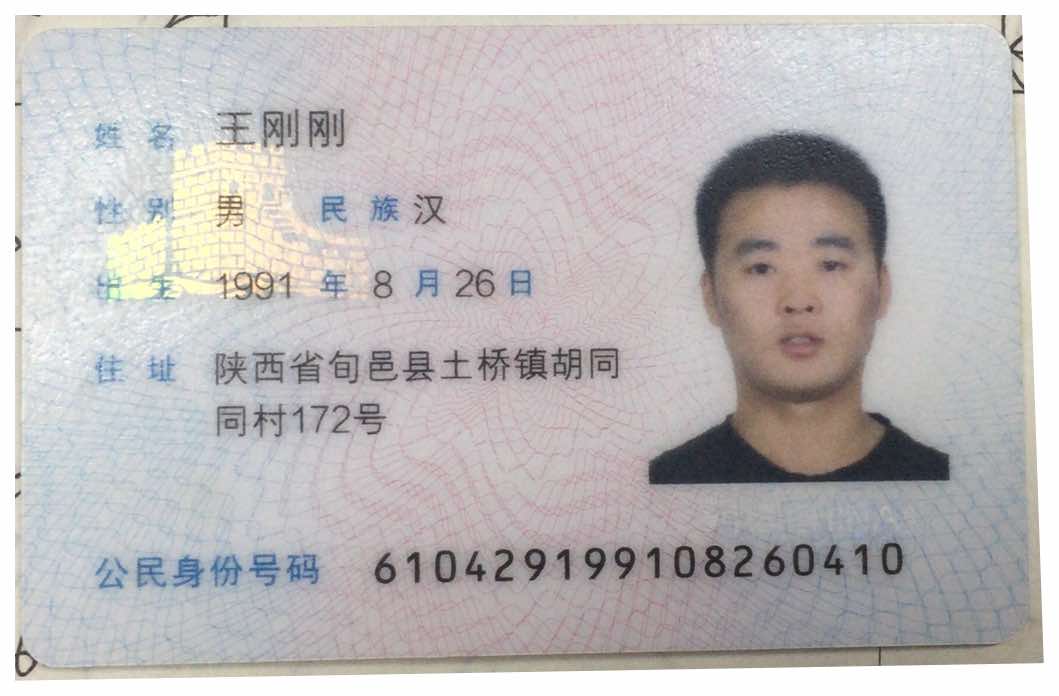 姓名 王刚刚
性别 男 民族 汉
出生 1991 年 8 月 26 日
住址 陕西省旬邑县土桥镇胡同
同村172号
公民身份号码 610429199108260410